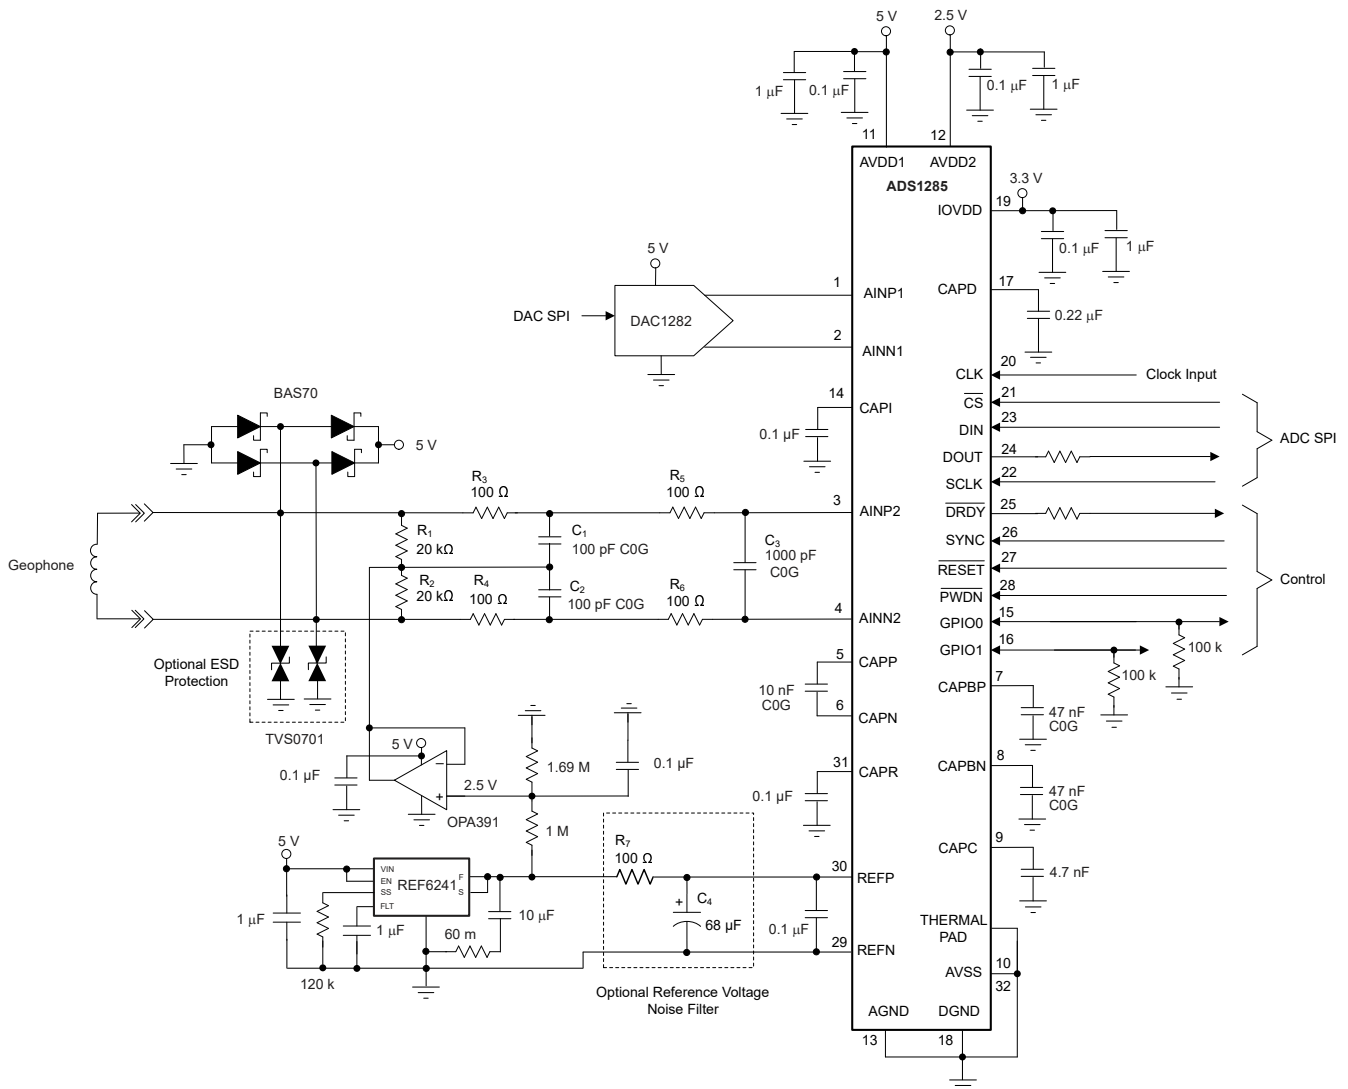 5 V
2.5 V
1 µF
0.1 µF
0.1 µF
1 µF
11
12
AVDD1
AVDD2
ADS1285
3.3 V
IOVDD
19
0.1 µF
1 µF
5 V
DAC SPI
DAC1282
1
AINP1
2
AINN1
CAPD
17
0.22 µF
CLK
20
Clock Input
CS
21
DIN
23
DOUT
24
SCLK
22
ADC SPI
DRDY
25
SYNC
26
RESET
27
PWDN
28
GPIO0
15
GPIO1
16
Control
100 k
100 k
BAS70
5 V
14
CAPI
0.1 µF
Geophone
R3
100 Ω
R5
100 Ω
3
AINP2
R1
20 kΩ
C1
100 pF C0G
C3
1000 pF
C0G
R2
20 kΩ
R4
100 Ω
C2
100 pF C0G
R6
100 Ω
4
AINN2
Optional ESD
Protection
TVS0701
5
CAPP
10 nF
C0G
6
CAPN
CAPBP
7
47 nF
C0G
CAPBN
8
47 nF
C0G
31
CAPR
0.1 µF
5 V
0.1 µF
2.5 V
OPA391
1.69 M
0.1 µF
1 M
CAPC
9
4.7 nF
5 V
VIN
EN
SS
FLT
REF6241
F
S
1 µF
120 k
1 µF
60 m
10 µF
R7
100 Ω
C4
68 µF
+
0.1 µF
30
REFP
29
REFN
Optional Reference Voltage
Noise Filter
THERMAL
PAD
AVSS
10
32
AGND
DGND
13
18